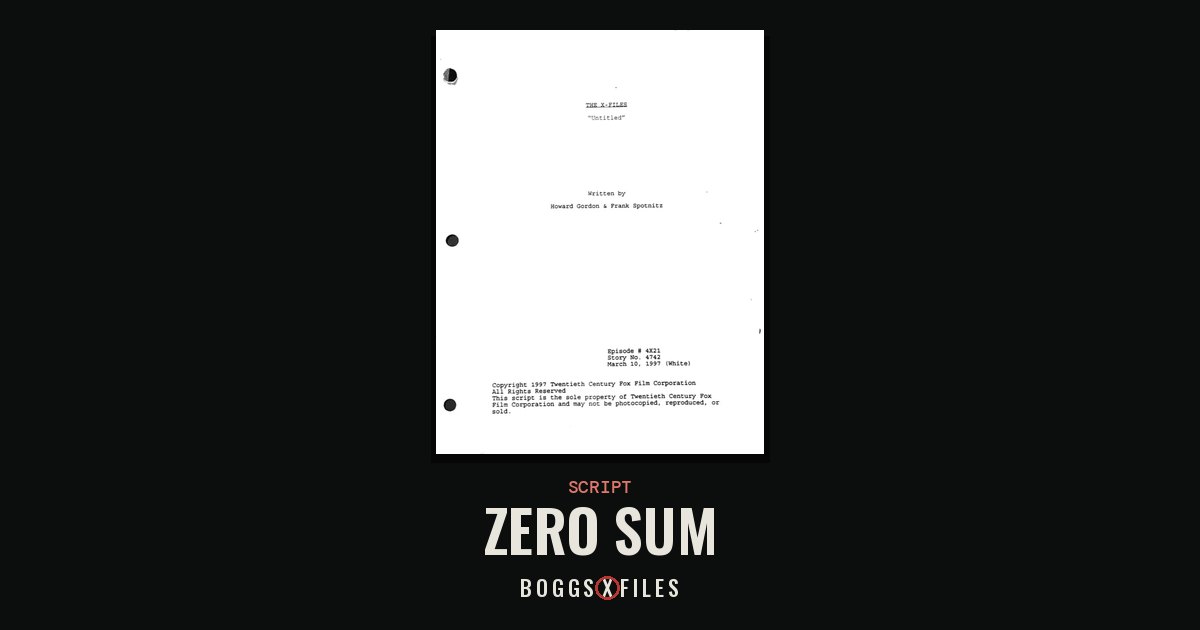 THE X-FILES
"Untitled"
Written by
Howard Gordon & Frank Spotnitz
Episode # 4X21
Story No. 4742
March 10, 1997 (White)
Copyright 1997 Twentieth Century Fox Film Corporation
All Rights Reserved
This script is the sole property of Twentieth Century Fox
Film Corporation and may not be photocopied, reproduced, or
sold.
SCRIPT
ZERO SUM
BOGGSXFILES